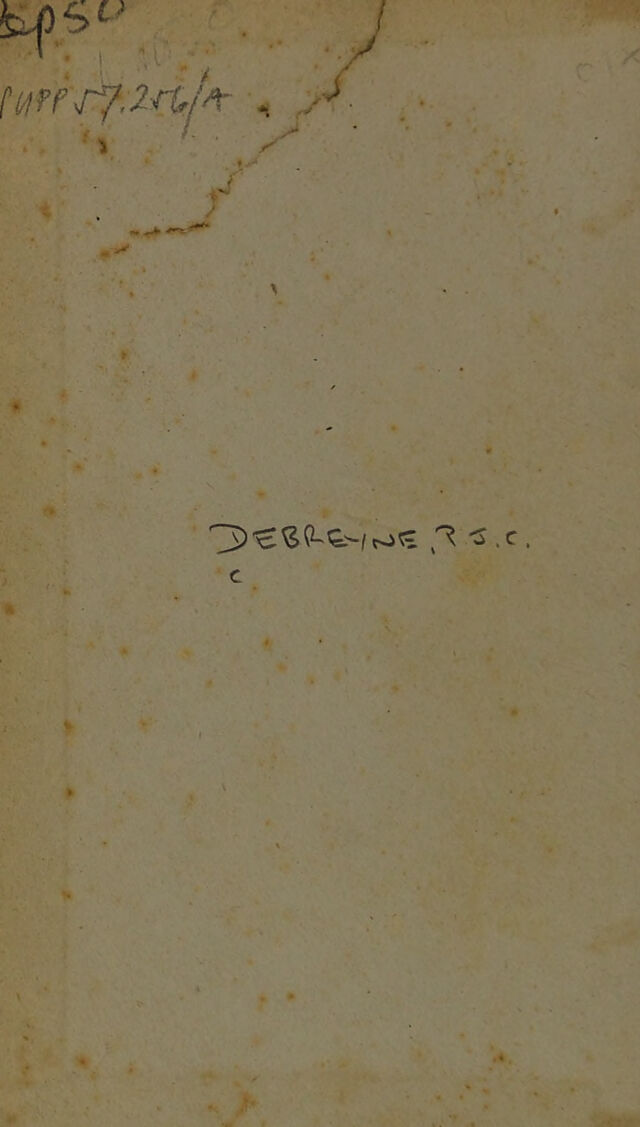 SUPP 57.256/A
DEBREYNE, P.J.C.
C